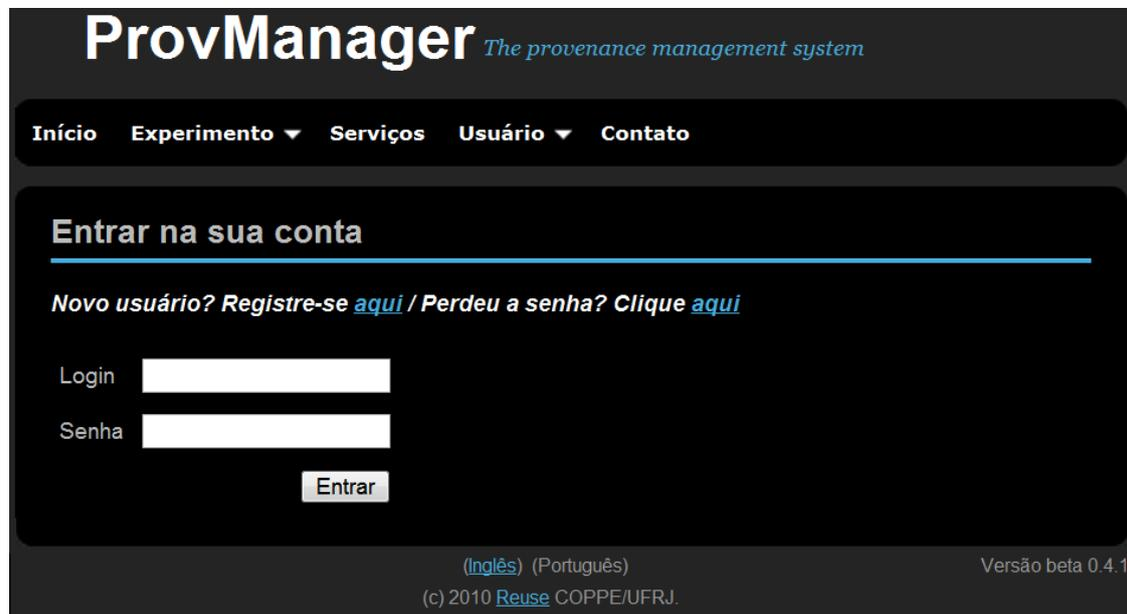 ProvManager The provenance management system
Início Experimento Serviços Usuário Contato
Entrar na sua conta
Novo usuário? Registre-se aqui / Perdeu a senha? Clique aqui
Login
Senha
Entrar
(Inglês) (Português) Versão beta 0.4.1
(c) 2010 Reuse COPPE/UFRJ.